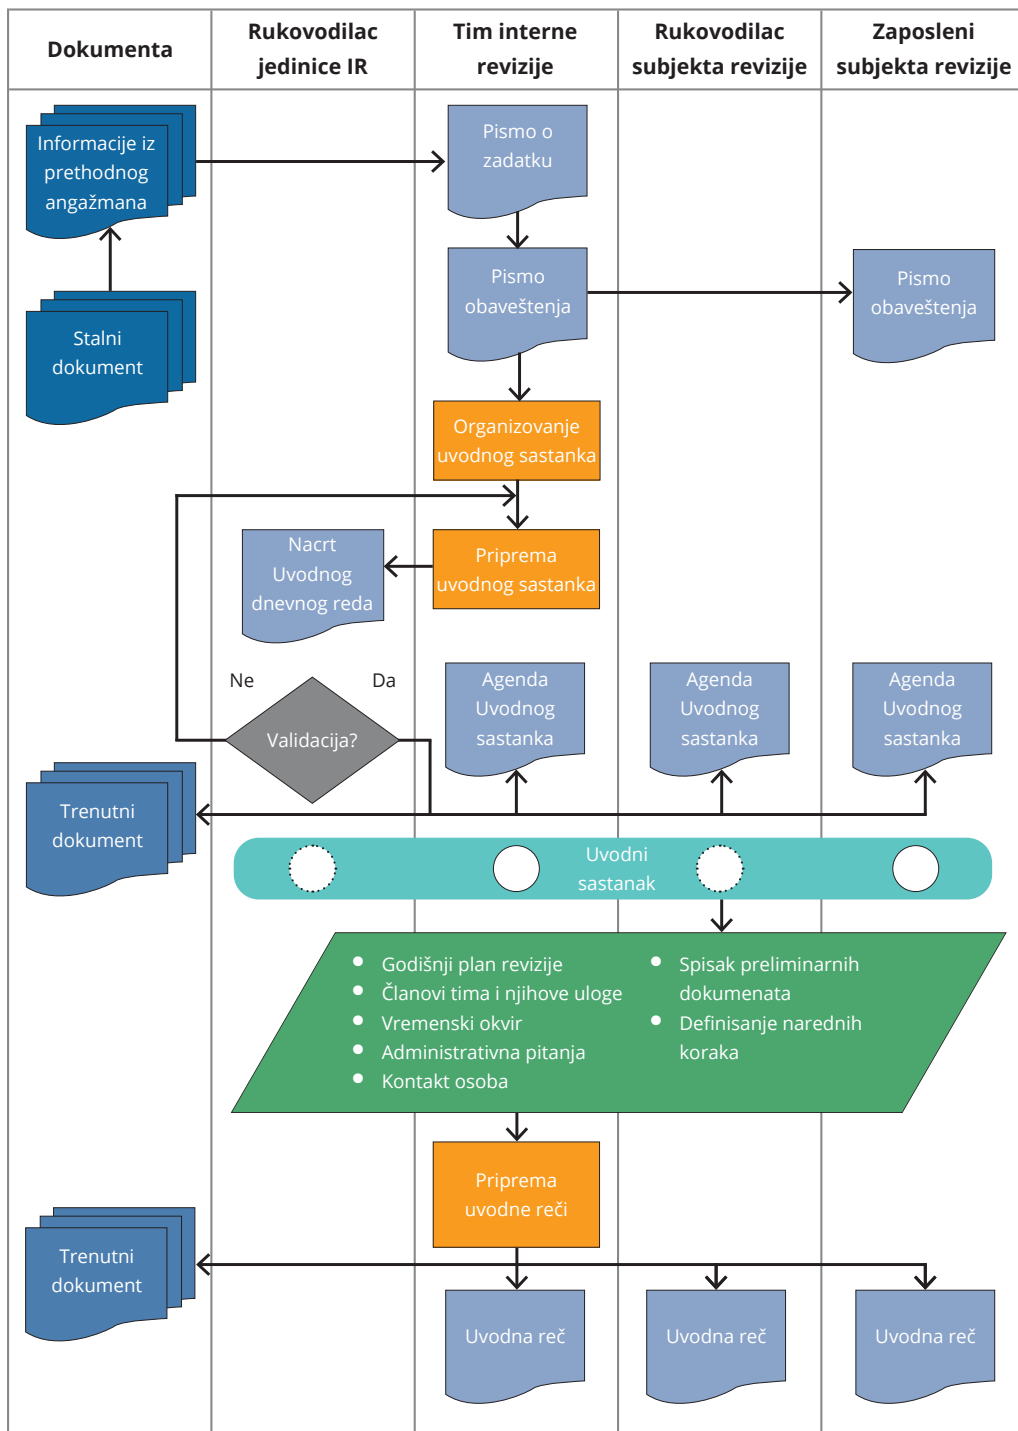 Dokumenta
Rukovodilac
jedinice IR
Tim interne
revizije
Rukovodilac
subjekta revizije
Zaposleni
subjekta revizije
Informacije iz
prethodnog
angažmana
Pismo o
zadatku
Stalni
dokument
Pismo
obaveštenja
Pismo
obaveštenja
Organizovanje
uvodnog sastanka
Nacrt
Uvodnog
dnevnog reda
Priprema
uvodnog sastanka
Ne
Da
Validacija?
Agenda
Uvodnog
sastanka
Agenda
Uvodnog
sastanka
Agenda
Uvodnog
sastanka
Trenutni
dokument
Uvodni
sastanak
• Godišnji plan revizije
• Članovi tima i njihove uloge
• Vremenski okvir
• Administrativna pitanja
• Kontakt osoba
• Spisak preliminarnih
dokumenata
• Definisanje narednih
koraka
Priprema
uvodne reči
Trenutni
dokument
Uvodna reč
Uvodna reč
Uvodna reč